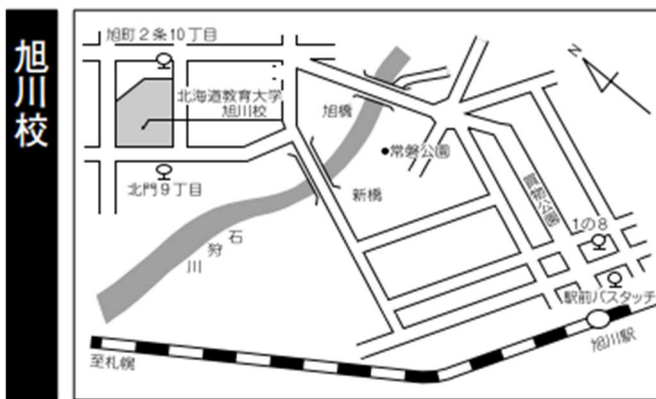 旭川校
旭町2条10丁目
N
北海道教育大学
旭川校
旭橋
常磐公園
北門9丁目
新橋
買物公園
石狩川
1の8
駅前バスタッチ
旭川駅
至札幌